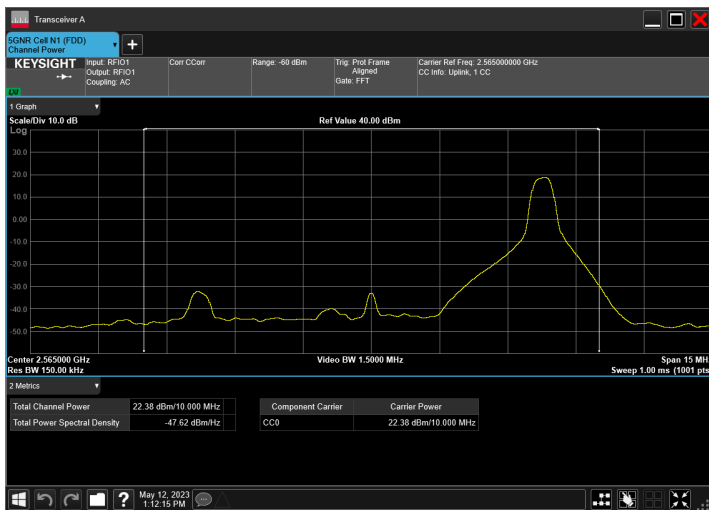 Transceiver A
5GNR Cell N1 (FDD)
Channel Power
KEYSIGHT
LXI
Input: RFIO1
Output: RFIO1
Coupling: AC
Corr CCorr
Range: -60 dBm
Trig: Prot Frame
Aligned
Gate: FFT
Carrier Ref Freq: 2.565000000 GHz
CC Info: Uplink, 1 CC
1 Graph
Scale/Div 10.0 dB
Ref Value 40.00 dBm
Log
30.0
20.0
10.0
0.00
-10.0
-20.0
-30.0
-40.0
-50.0
Center 2.565000 GHz
Video BW 1.5000 MHz
Span 15 MH
Res BW 150.00 kHz
Sweep 1.00 ms (1001 pts
2 Metrics
Total Channel Power 22.38 dBm/10.000 MHz
Total Power Spectral Density -47.62 dBm/Hz
Component Carrier Carrier Power
CC0 22.38 dBm/10.000 MHz
?
May 12, 2023
1:12:15 PM